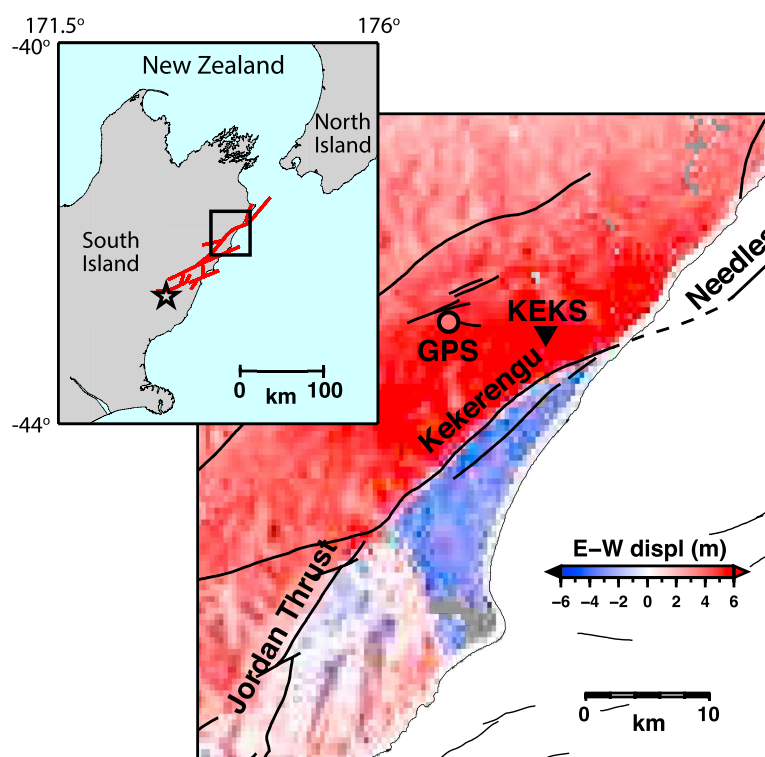 171.5°
176°
-40°
New Zealand
North
Island
South
Island
0
100
km
-44°
Needles
KEKS
GPS
Kekerengu
Jordan Thrust
E–W displ (m)
–6 –4 –2 0 2 4 6
0
10
km